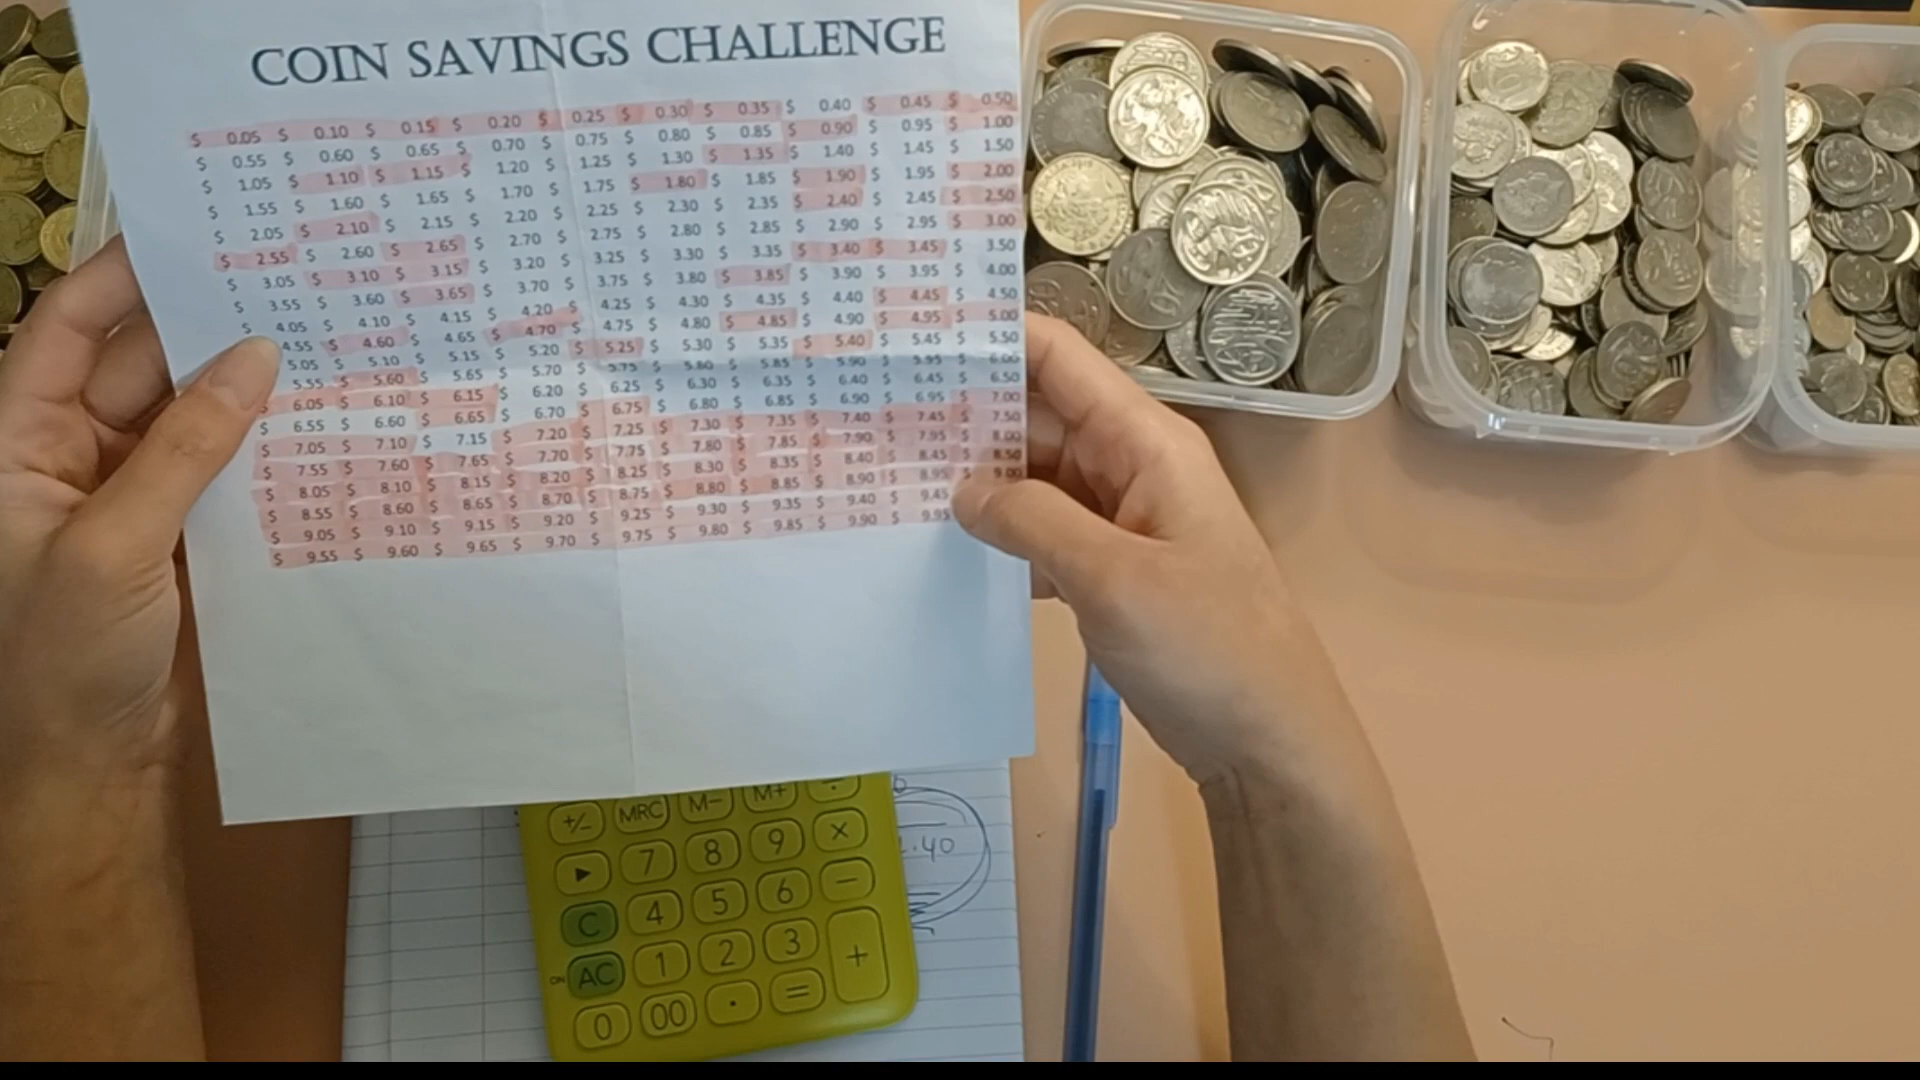 COIN SAVINGS CHALLENGE
$ 0.05 $ 0.10 $ 0.15 $ 0.20 $ 0.25 $ 0.30 $ 0.35 $ 0.40 $ 0.45 $ 0.50
$ 0.55 $ 0.60 $ 0.65 $ 0.70 $ 0.75 $ 0.80 $ 0.85 $ 0.90 $ 0.95 $ 1.00
$ 1.05 $ 1.10 $ 1.15 $ 1.20 $ 1.25 $ 1.30 $ 1.35 $ 1.40 $ 1.45 $ 1.50
$ 1.55 $ 1.60 $ 1.65 $ 1.70 $ 1.75 $ 1.80 $ 1.85 $ 1.90 $ 1.95 $ 2.00
$ 2.05 $ 2.10 $ 2.15 $ 2.20 $ 2.25 $ 2.30 $ 2.35 $ 2.40 $ 2.45 $ 2.50
$ 2.55 $ 2.60 $ 2.65 $ 2.70 $ 2.75 $ 2.80 $ 2.85 $ 2.90 $ 2.95 $ 3.00
$ 3.05 $ 3.10 $ 3.15 $ 3.20 $ 3.25 $ 3.30 $ 3.35 $ 3.40 $ 3.45 $ 3.50
$ 3.55 $ 3.60 $ 3.65 $ 3.70 $ 3.75 $ 3.80 $ 3.85 $ 3.90 $ 3.95 $ 4.00
$ 4.05 $ 4.10 $ 4.15 $ 4.20 $ 4.25 $ 4.30 $ 4.35 $ 4.40 $ 4.45 $ 4.50
4.55 $ 4.60 $ 4.65 $ 4.70 $ 4.75 $ 4.80 $ 4.85 $ 4.90 $ 4.95 $ 5.00
5.05 $ 5.10 $ 5.15 $ 5.20 $ 5.25 $ 5.30 $ 5.35 $ 5.40 $ 5.45 $ 5.50
5.55 $ 5.60 $ 5.65 $ 5.70 $ 5.75 $ 5.80 $ 5.85 $ 5.90 $ 5.95 $ 6.00
$ 6.05 $ 6.10 $ 6.15 $ 6.20 $ 6.25 $ 6.30 $ 6.35 $ 6.40 $ 6.45 $ 6.50
$ 6.55 $ 6.60 $ 6.65 $ 6.70 $ 6.75 $ 6.80 $ 6.85 $ 6.90 $ 6.95 $ 7.00
$ 7.05 $ 7.10 $ 7.15 $ 7.20 $ 7.25 $ 7.30 $ 7.35 $ 7.40 $ 7.45 $ 7.50
$ 7.55 $ 7.60 $ 7.65 $ 7.70 $ 7.75 $ 7.80 $ 7.85 $ 7.90 $ 7.95 $ 8.00
$ 8.05 $ 8.10 $ 8.15 $ 8.20 $ 8.25 $ 8.30 $ 8.35 $ 8.40 $ 8.45 $ 8.50
$ 8.55 $ 8.60 $ 8.65 $ 8.70 $ 8.75 $ 8.80 $ 8.85 $ 8.90 $ 8.95 $ 9.00
$ 9.05 $ 9.10 $ 9.15 $ 9.20 $ 9.25 $ 9.30 $ 9.35 $ 9.40 $ 9.45
$ 9.55 $ 9.60 $ 9.65 $ 9.70 $ 9.75 $ 9.80 $ 9.85 $ 9.90 $ 9.95
+/- MRC M- M+ ÷
▶ 7 8 9 ×
C 4 5 6 −
ON AC 1 2 3 +
0 00 . =
.40